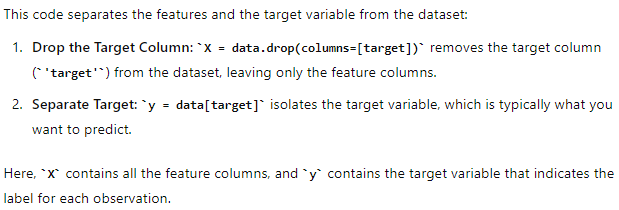 This code separates the features and the target variable from the dataset:
1. Drop the Target Column: `X = data.drop(columns=[target])` removes the target column
(`'target'`) from the dataset, leaving only the feature columns.
2. Separate Target: `y = data[target]` isolates the target variable, which is typically what you
want to predict.
Here, `X` contains all the feature columns, and `y` contains the target variable that indicates the
label for each observation.